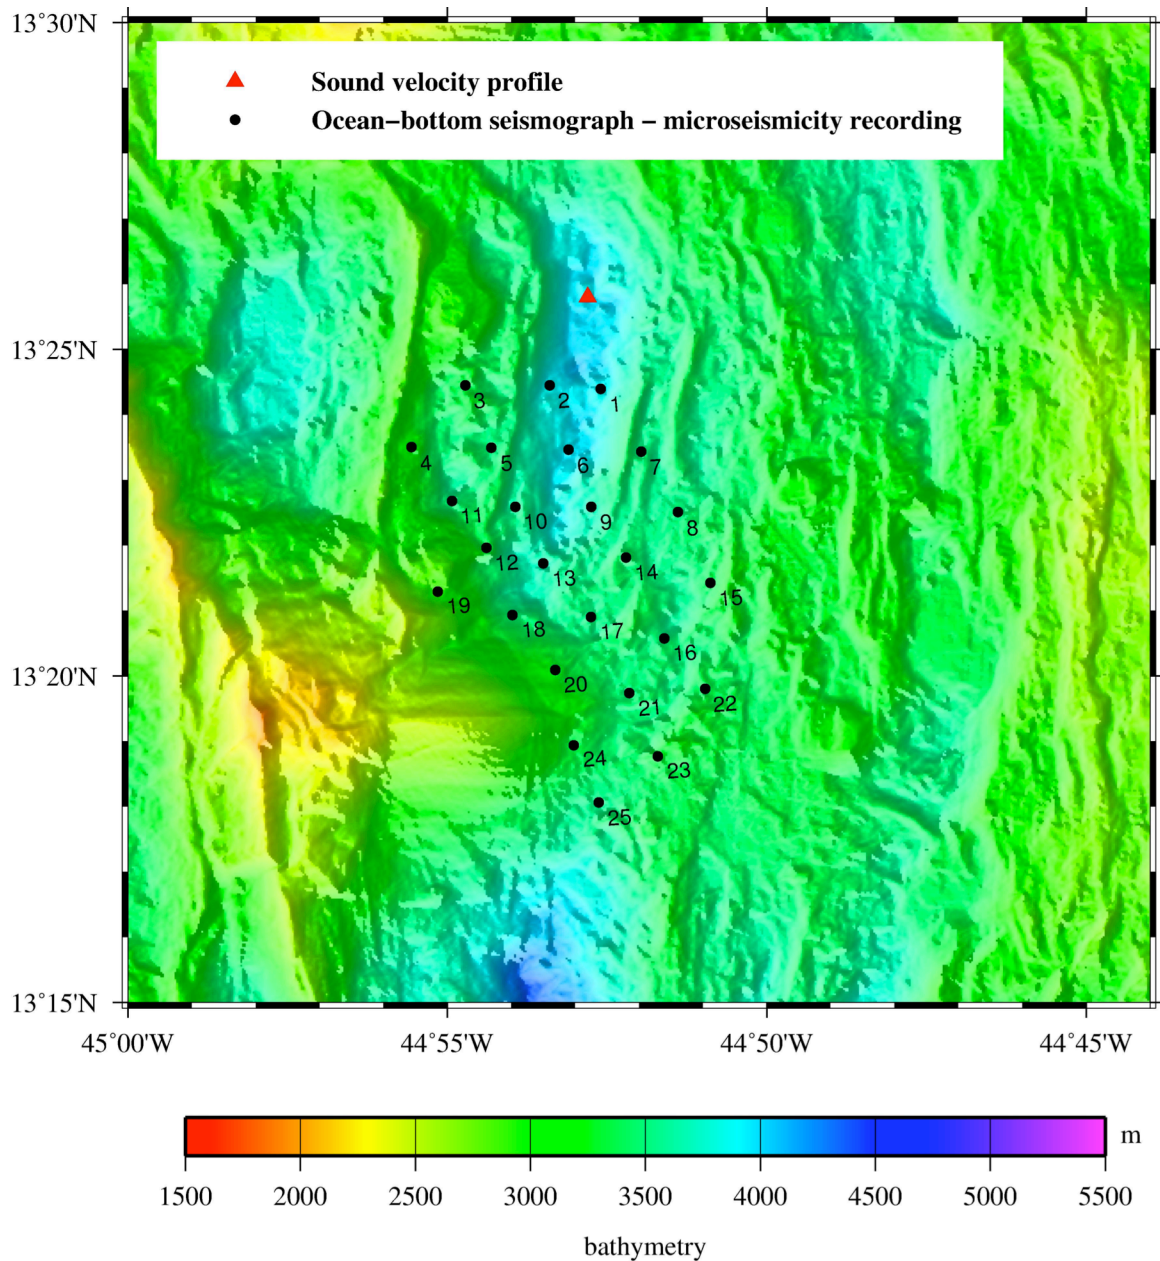 13°30'N
Sound velocity profile
Ocean−bottom seismograph − microseismicity recording
13°25'N
3
2
1
4
5
6
7
11
10
9
8
12
13
14
15
19
18
17
16
13°20'N
20
21
22
24
23
25
13°15'N
45°00'W 44°55'W 44°50'W 44°45'W
m
1500 2000 2500 3000 3500 4000 4500 5000 5500
bathymetry